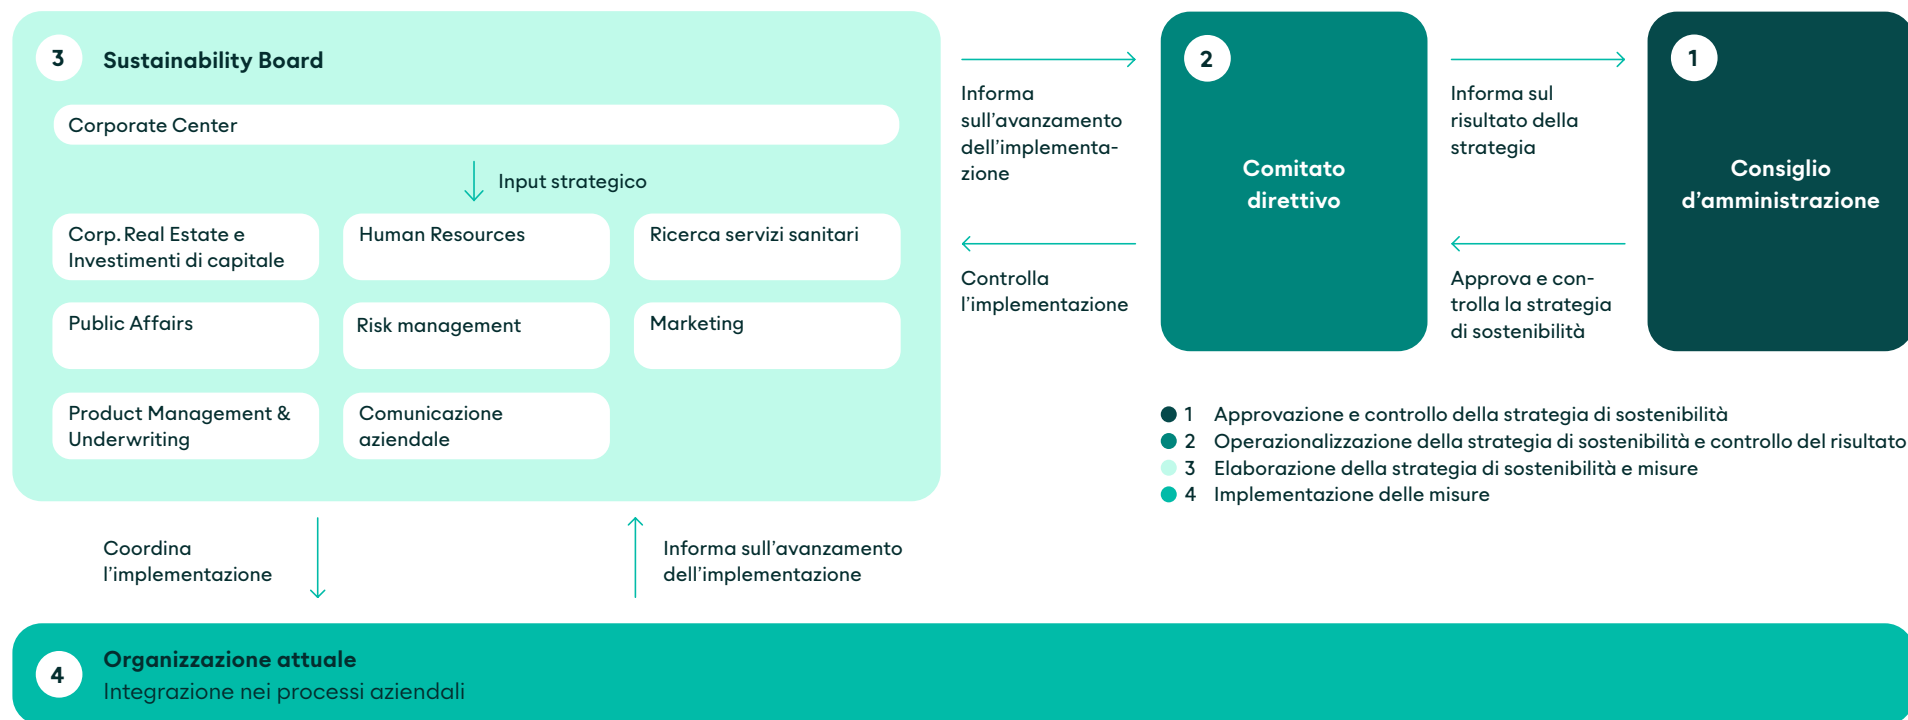 3 Sustainability Board
Corporate Center
Input strategico
Corp. Real Estate e
Investimenti di capitale
Human Resources
Ricerca servizi sanitari
Public Affairs
Risk management
Marketing
Product Management &
Underwriting
Comunicazione
aziendale
Informa
sull'avanzamento
dell'implementa-
zione
Controlla
l'implementazione
2
Comitato
direttivo
Informa sul
risultato della
strategia
Approva e con-
trolla la strategia
di sostenibilità
1
Consiglio
d'amministrazione
1 Approvazione e controllo della strategia di sostenibilità
2 Operazionalizzazione della strategia di sostenibilità e controllo del risultato
3 Elaborazione della strategia di sostenibilità e misure
4 Implementazione delle misure
Coordina
l'implementazione
Informa sull'avanzamento
dell'implementazione
4 Organizzazione attuale
Integrazione nei processi aziendali